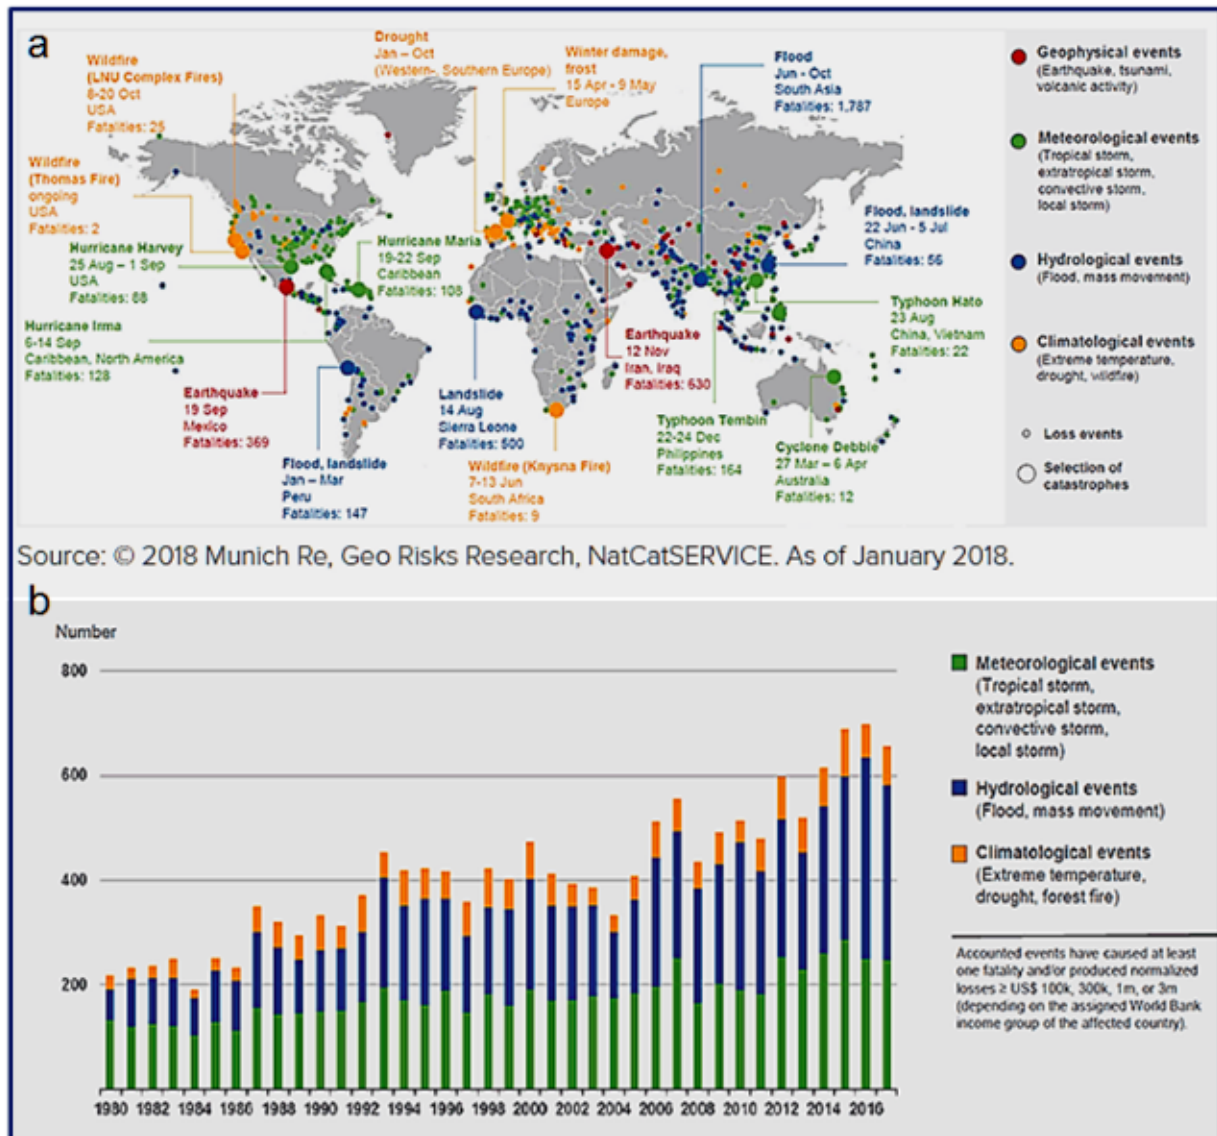 a
Wildfire
(LNU Complex Fires)
8-20 Oct
USA
Fatalities: 25
Drought
Jan – Oct
(Western-, Southern Europe)
Winter damage,
frost
15 Apr - 9 May
Europe
Flood
Jun - Oct
South Asia
Fatalities: 1,787
Wildfire
(Thomas Fire)
ongoing
USA
Fatalities: 2
Hurricane Harvey
25 Aug – 1 Sep
USA
Fatalities: 88
Hurricane Maria
19-22 Sep
Caribbean
Fatalities: 108
Flood, landslide
22 Jun - 5 Jul
China
Fatalities: 56
Hurricane Irma
6-14 Sep
Caribbean, North America
Fatalities: 128
Typhoon Hato
23 Aug
China, Vietnam
Fatalities: 22
Earthquake
12 Nov
Iran, Iraq
Fatalities: 630
Earthquake
19 Sep
Mexico
Fatalities: 369
Landslide
14 Aug
Sierra Leone
Fatalities: 500
Typhoon Tembin
22-24 Dec
Philippines
Fatalities: 164
Cyclone Debbie
27 Mar – 6 Apr
Australia
Fatalities: 12
Flood, landslide
Jan – Mar
Peru
Fatalities: 147
Wildfire (Knysna Fire)
7-13 Jun
South Africa
Fatalities: 9
Geophysical events
(Earthquake, tsunami,
volcanic activity)
Meteorological events
(Tropical storm,
extratropical storm,
convective storm,
local storm)
Hydrological events
(Flood, mass movement)
Climatological events
(Extreme temperature,
drought, wildfire)
Loss events
Selection of
catastrophes
Source: © 2018 Munich Re, Geo Risks Research, NatCatSERVICE. As of January 2018.
b
Number
800
600
400
200
1980 1982 1984 1986 1988 1990 1992 1994 1996 1998 2000 2002 2004 2006 2008 2010 2012 2014 2016
Meteorological events
(Tropical storm,
extratropical storm,
convective storm,
local storm)
Hydrological events
(Flood, mass movement)
Climatological events
(Extreme temperature,
drought, forest fire)
Accounted events have caused at least
one fatality and/or produced normalized
losses ≥ US$ 100k, 300k, 1m, or 3m
(depending on the assigned World Bank
income group of the affected country).